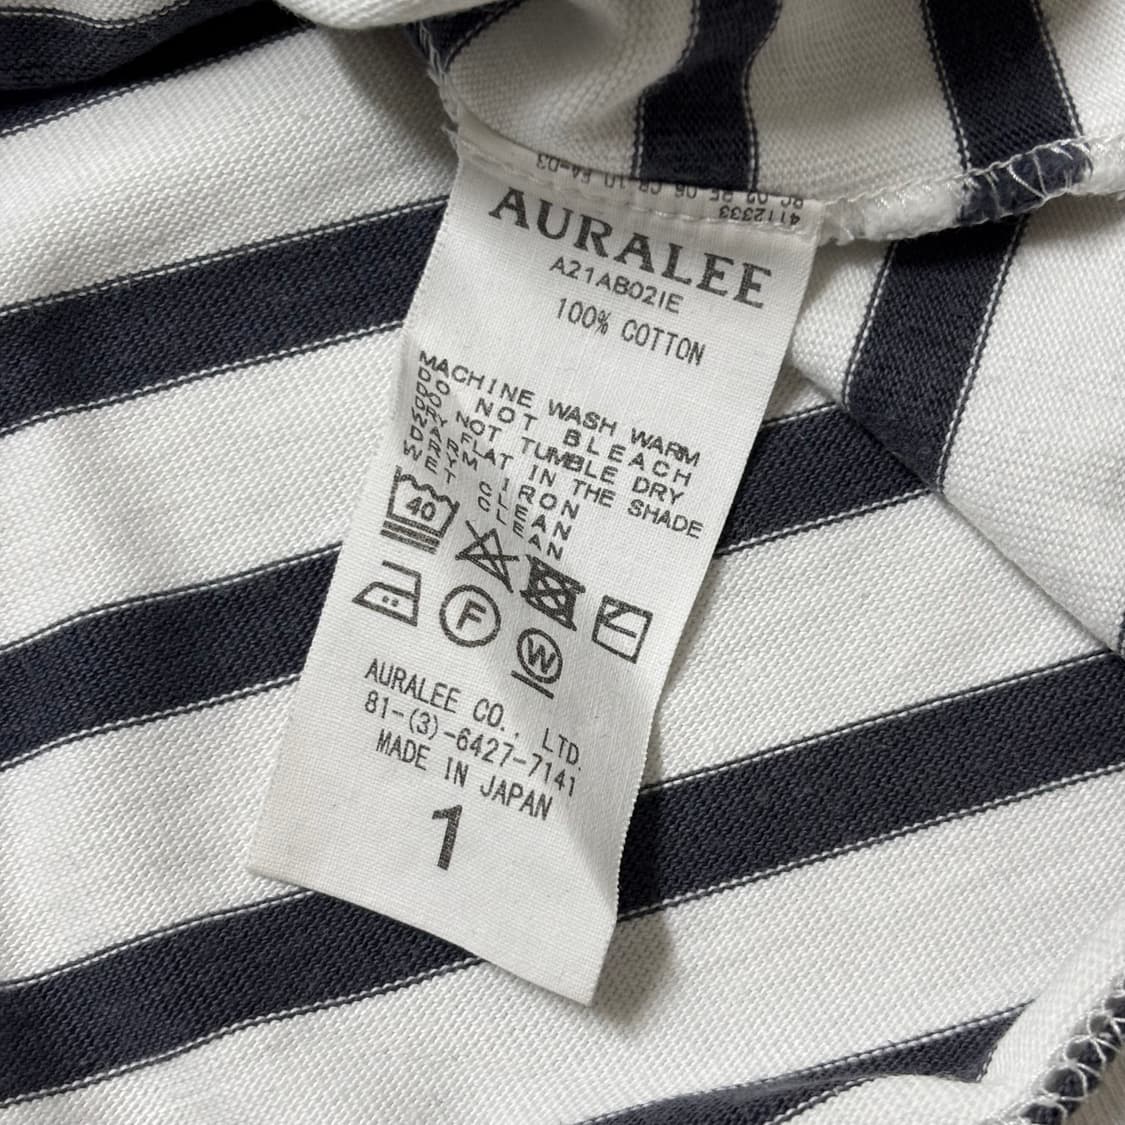 4112333
AURALEE
A21AB02IE
100% COTTON
MACHINE WASH WARM
DO NOT BLEACH
DO NOT TUMBLE DRY
DRY FLAT IN THE SHADE
WARM IRON
DRY CLEAN
WET CLEAN
40
F
W
AURALEE CO., LTD.
81-(3)-6427-7141
MADE IN JAPAN
1